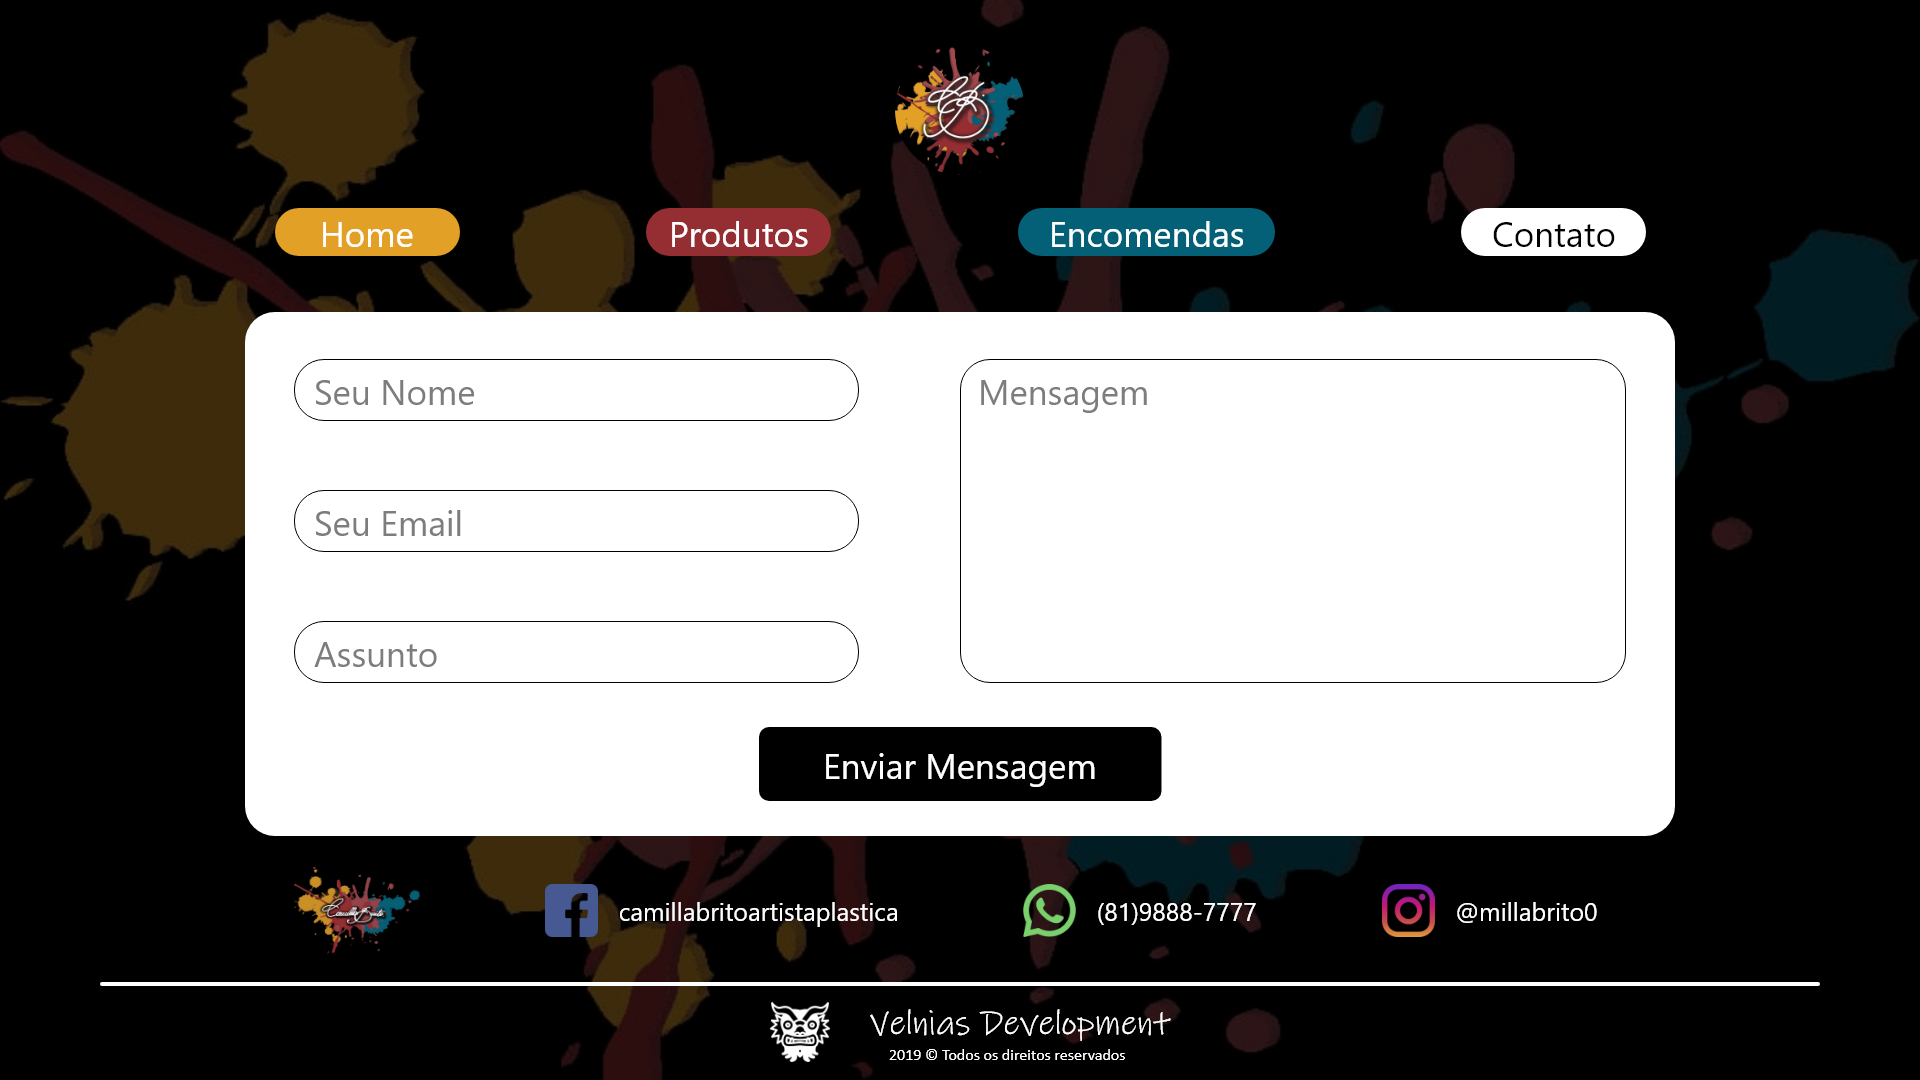 Home
Produtos
Encomendas
Contato
Seu Nome
Mensagem
Seu Email
Assunto
Enviar Mensagem
camillabritoartistaplastica
(81)9888-7777
@millabrito0
Velnias Development
2019 © Todos os direitos reservados